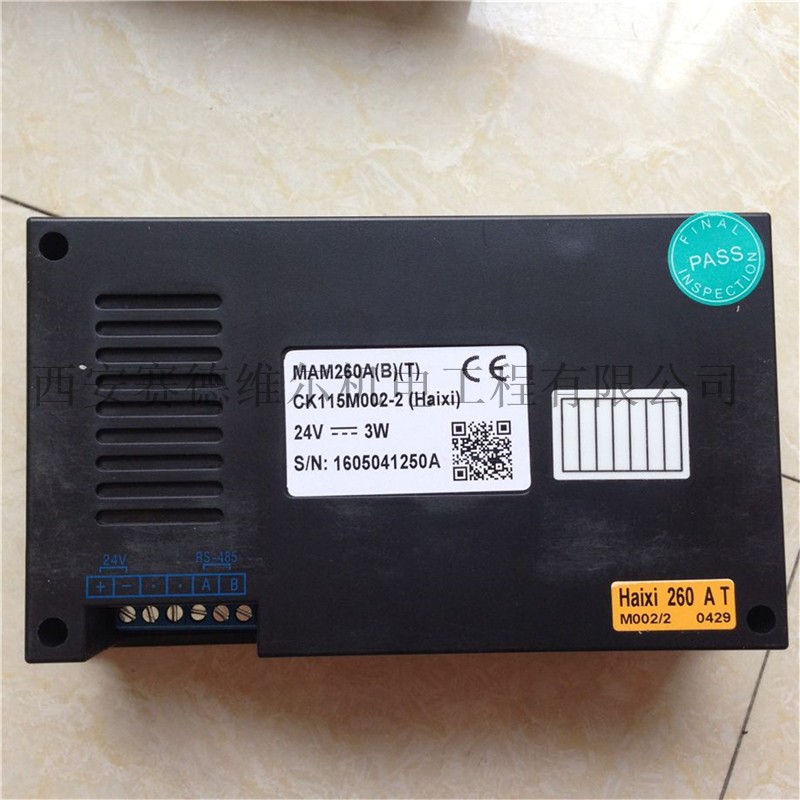 FINAL
PASS
INSPECTION
MAM260A(B)(T)
CE
西安赛德维尔机电工程有限公司
CK115M002-2 (Haixi)
24V ⎓ 3W
S/N: 1605041250A
24V RS-485
+ - · · A B
Haixi 260 A T
M002/2 0429